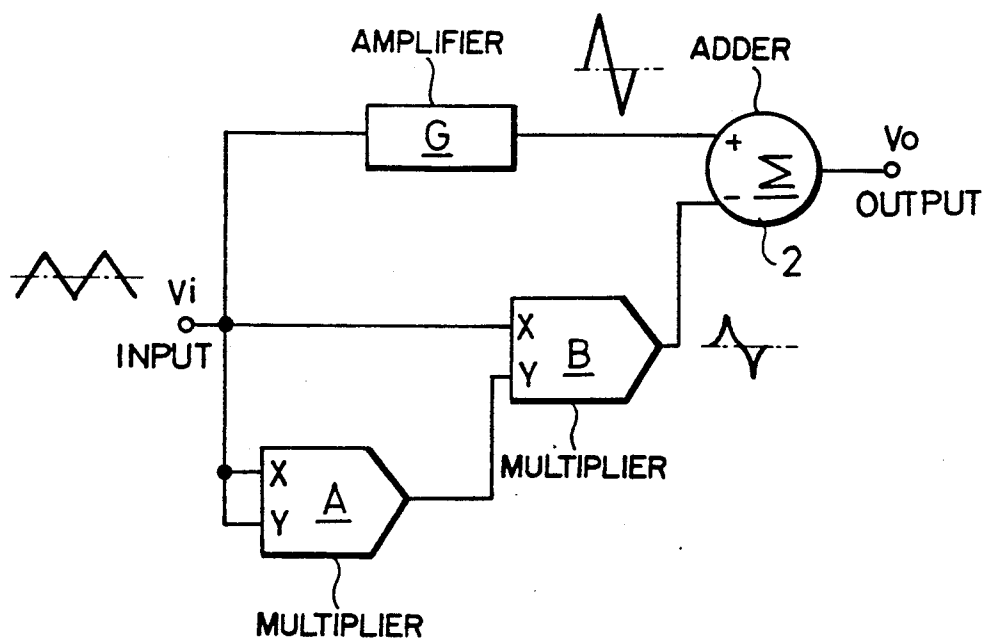 AMPLIFIER
ADDER
G
+
Σ
-
Vo
OUTPUT
2
Vi
INPUT
X
Y
B
MULTIPLIER
X
Y
A
MULTIPLIER